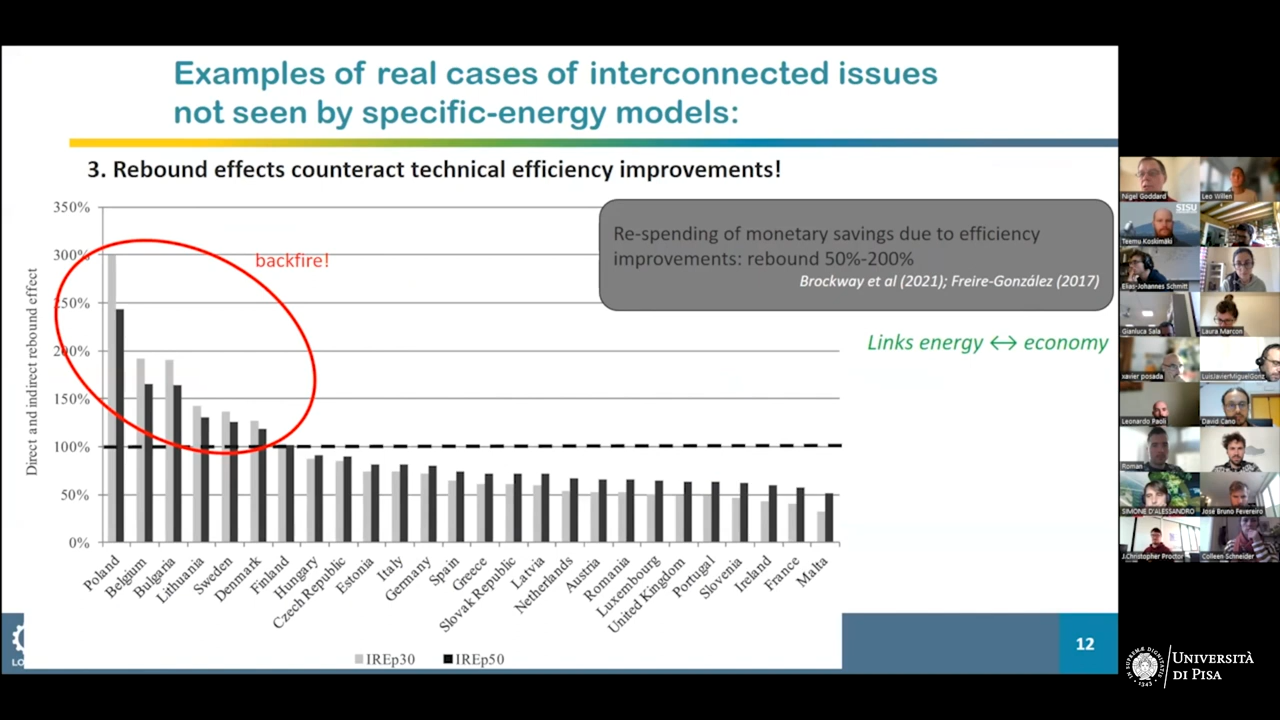 Examples of real cases of interconnected issues
not seen by specific-energy models:
3. Rebound effects counteract technical efficiency improvements!
Re-spending of monetary savings due to efficiency
improvements: rebound 50%-200%
Brockway et al (2021); Freire-González (2017)
Links energy ↔ economy
backfire!
Direct and indirect rebound effect
350%
300%
250%
200%
150%
100%
50%
0%
Poland
Belgium
Bulgaria
Lithuania
Sweden
Denmark
Finland
Hungary
Czech Republic
Estonia
Italy
Germany
Spain
Greece
Slovak Republic
Latvia
Netherlands
Austria
Romania
Luxembourg
United Kingdom
Portugal
Slovenia
Ireland
France
Malta
IREp30 IREp50
LO
12
Nigel Goddard
Leo Willen
SISU
Teemu Koskimäki
Elias-Johannes Schmitt
Gianluca Sala
Laura Marcon
xavier posada
LuisJavierMiguelGonz
Leonardo Paoli
David Cano
Roman
SIMONE D'ALESSANDRO
José Bruno Fevereiro
J.Christopher Proctor
Colleen Schneider
UNIVERSITÀ
DI PISA
1343